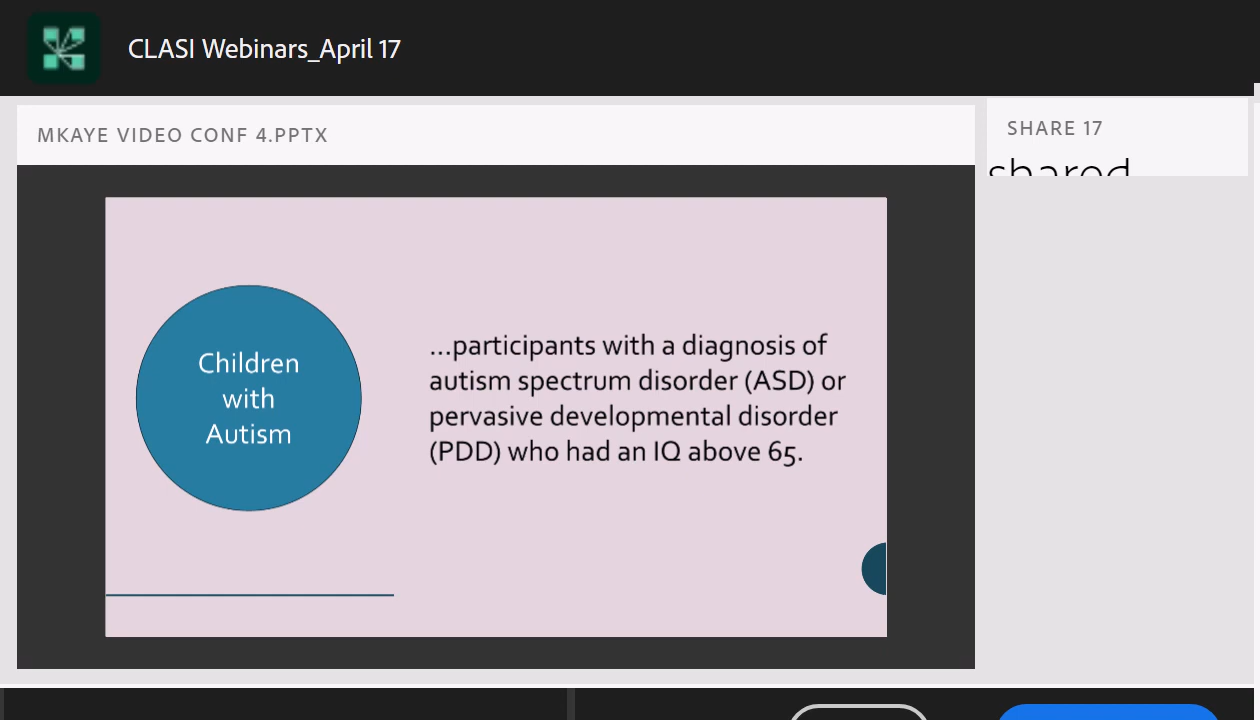 CLASI Webinars_April 17
MKAYE VIDEO CONF 4.PPTX
SHARE 17
shared
Children
with
Autism
...participants with a diagnosis of
autism spectrum disorder (ASD) or
pervasive developmental disorder
(PDD) who had an IQ above 65.